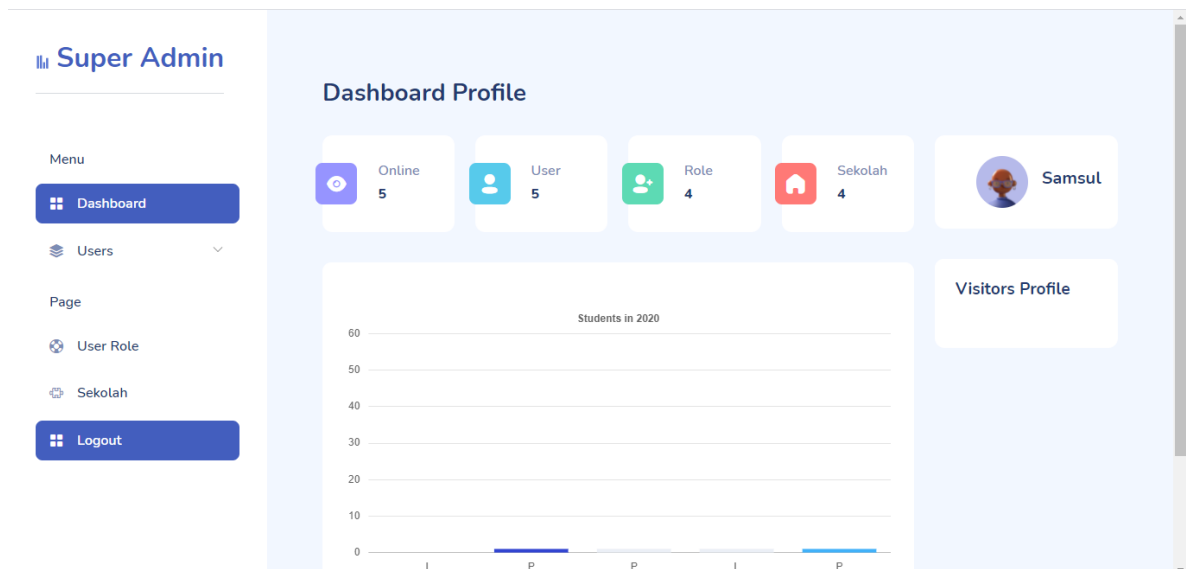 Super Admin
Menu
Dashboard
Users
Page
User Role
Sekolah
Logout
Dashboard Profile
Online
5
User
5
Role
4
Sekolah
4
Samsul
Visitors Profile
Students in 2020
60
50
40
30
20
10
0
P P P